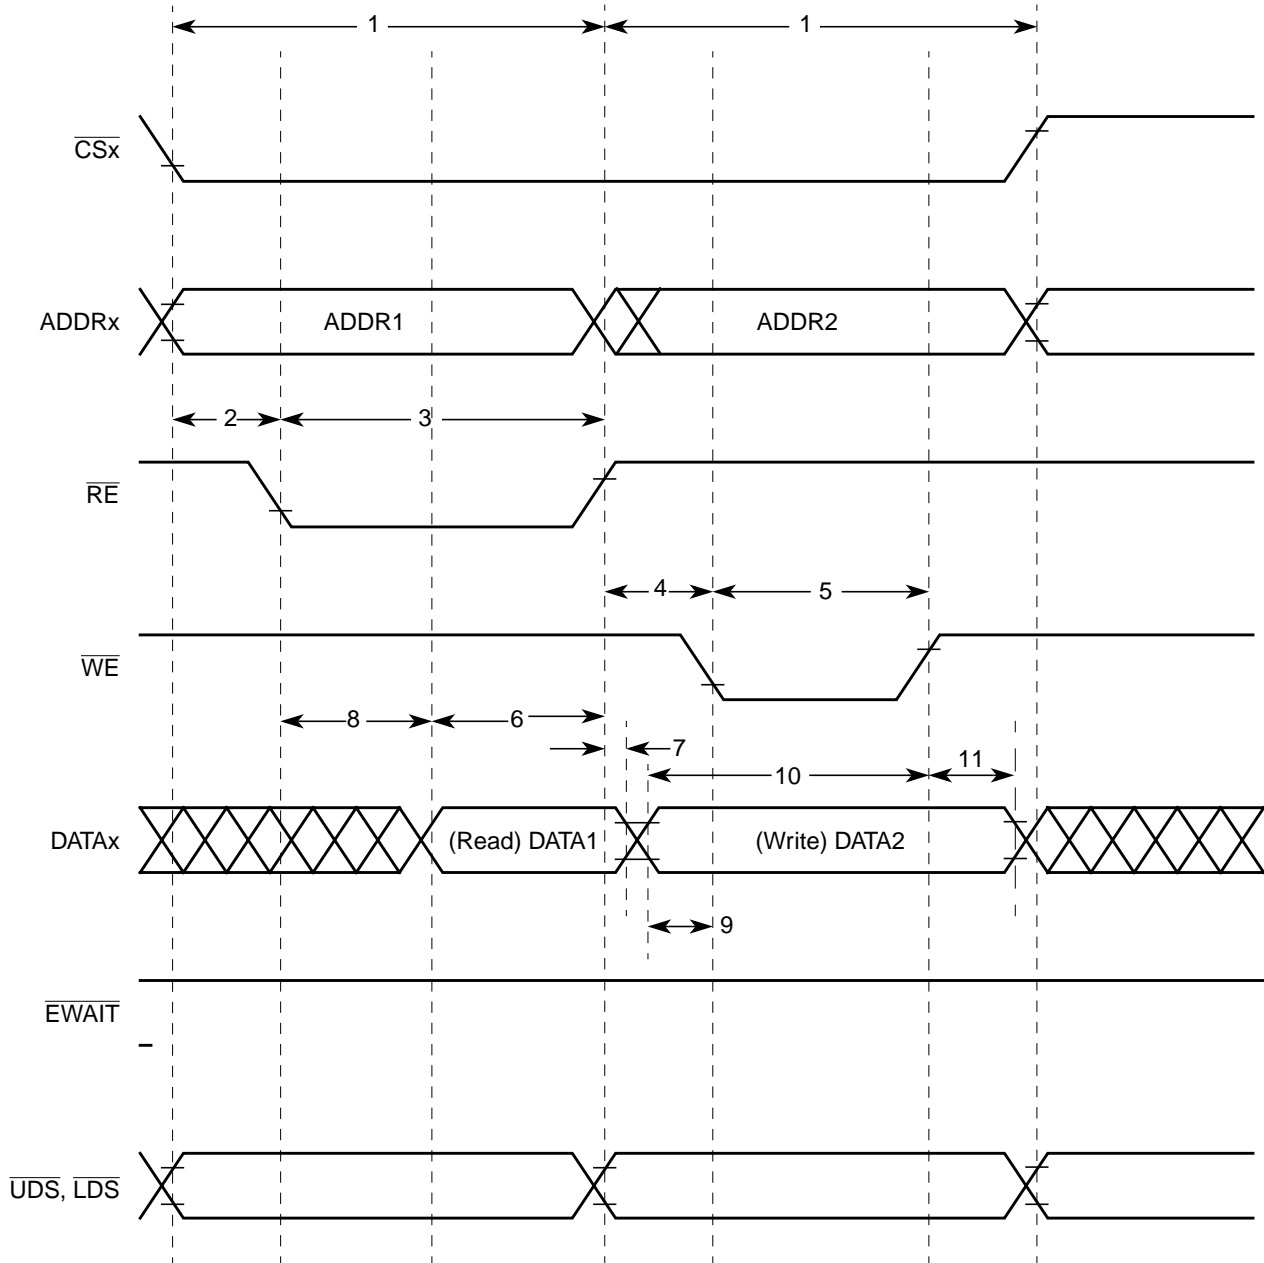 1 1
CSx
ADDRx ADDR1 ADDR2
2 3
RE
4 5
WE
8 6
7
10 11
DATAx (Read) DATA1 (Write) DATA2
9
EWAIT
UDS, LDS